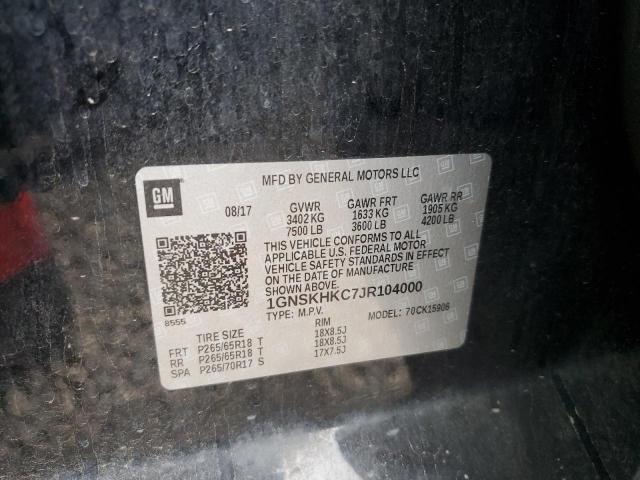 GM
MFD BY GENERAL MOTORS LLC
08/17 GVWR GAWR FRT GAWR RR
3402 KG 1633 KG 1905 KG
7500 LB 3600 LB 4200 LB
THIS VEHICLE CONFORMS TO ALL
APPLICABLE U.S. FEDERAL MOTOR
VEHICLE SAFETY STANDARDS IN EFFECT
ON THE DATE OF MANUFACTURE
SHOWN ABOVE.
8555
1GNSKHKC7JR104000
TYPE: M.P.V. MODEL: 70CK15906
TIRE SIZE RIM
FRT P265/65R18 T 18X8.5J
RR P265/65R18 T 18X8.5J
SPA P265/70R17 S 17X7.5J